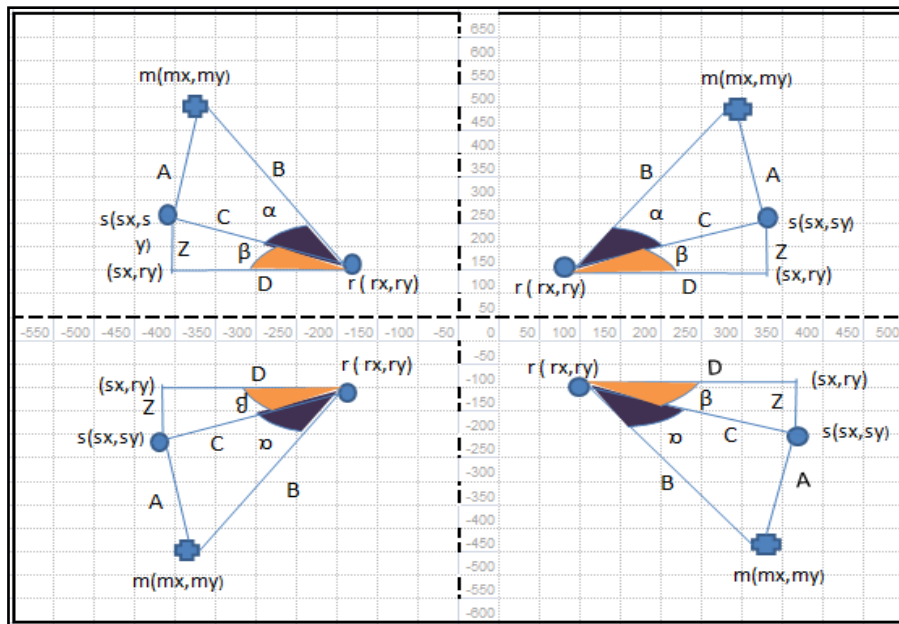 650
600
550
m(mx,my)
m(mx,my)
500
450
A
B
400
B
A
350
300
s(sx,s
y)
C
α
250
α
C
s(sx,sy)
200
Z
β
150
β
Z
(sx,ry)
D
r ( rx,ry)
100
r ( rx,ry)
D
(sx,ry)
50
-550 -450 -400 -350 -300 -250 -200 -150 -100 -50 0 50 100 150 200 250 300 350 400 450 500
-50
(sx,ry)
D
r ( rx,ry)
-100
r ( rx,ry)
D
(sx,ry)
Z
β
-150
β
Z
s(sx,sy)
C
α
-200
α
C
s(sx,sy)
-250
A
B
-300
B
A
-350
-400
-450
m(mx,my)
-500
m(mx,my)
-550
-600